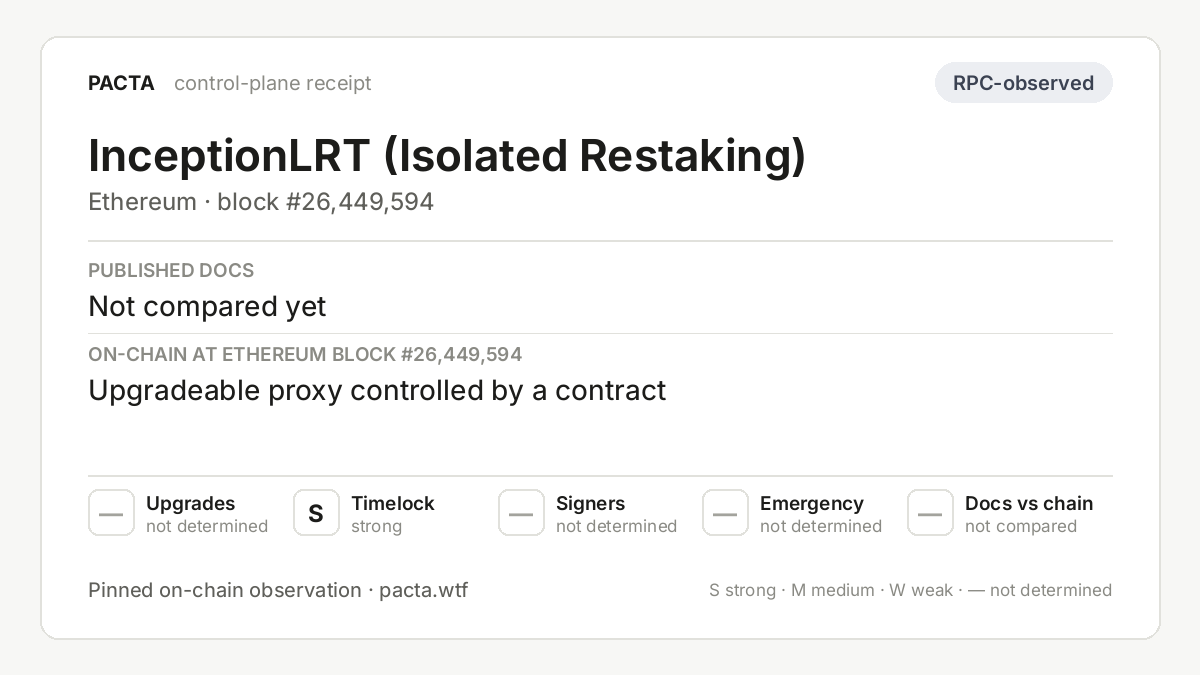 PACTA control-plane receipt
RPC-observed
InceptionLRT (Isolated Restaking)
Ethereum · block #26,449,594
PUBLISHED DOCS
Not compared yet
ON-CHAIN AT ETHEREUM BLOCK #26,449,594
Upgradeable proxy controlled by a contract
— Upgrades
not determined
S Timelock
strong
— Signers
not determined
— Emergency
not determined
— Docs vs chain
not compared
Pinned on-chain observation · pacta.wtf
S strong · M medium · W weak · — not determined